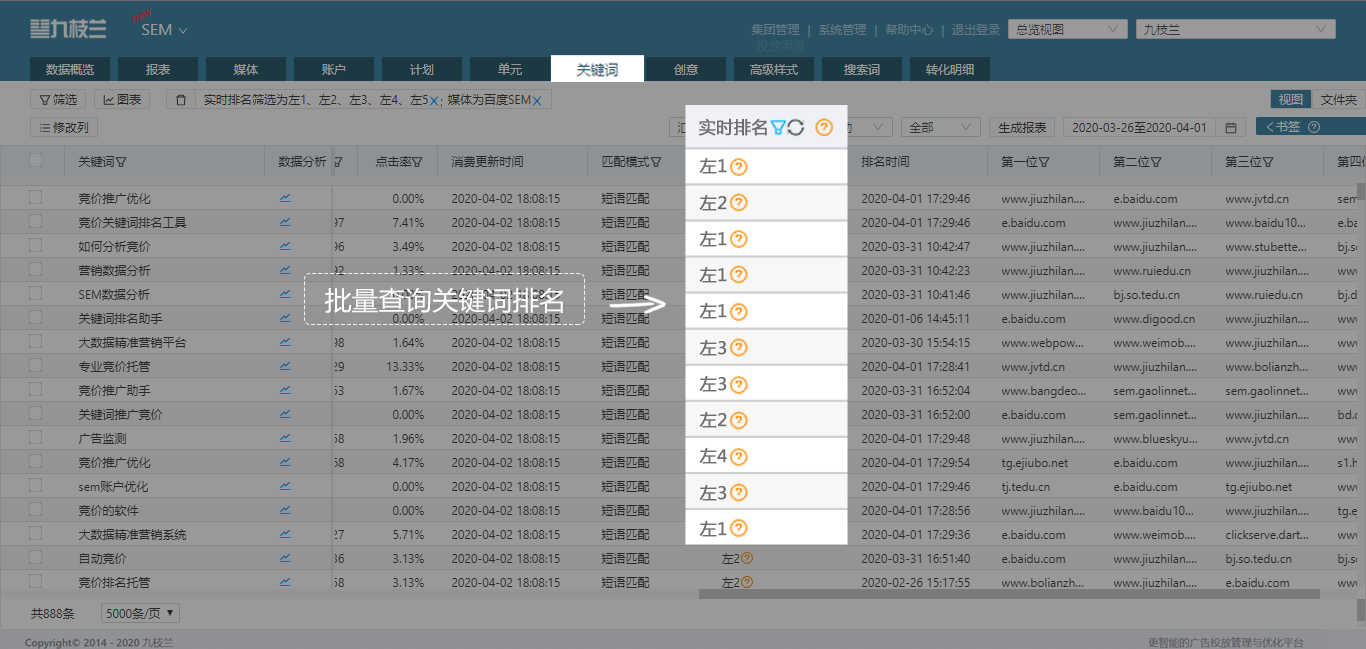 九枝兰
new
SEM
集团管理 | 系统管理 | 帮助中心 | 退出登录 总览视图 九枝兰
投放渠道
数据概览 报表 媒体 账户 计划 单元 关键词 创意 高级样式 搜索词 转化明细
筛选 图表 实时排名筛选为左1、左2、左3、左4、左5x; 媒体为百度SEMx 视图 文件夹
修改列 全部 生成报表 2020-03-26至2020-04-01 书签
关键词 数据分析 点击率 消费更新时间 匹配模式 实时排名 排名时间 第一位 第二位 第三位
竞价推广优化 0.00% 2020-04-02 18:08:15 短语匹配 左1 2020-04-01 17:29:46 www.jiuzhilan.... e.baidu.com www.jvtd.cn sem
竞价关键词排名工具 97 7.41% 2020-04-02 18:08:15 短语匹配 左2 2020-04-01 17:29:46 e.baidu.com www.jiuzhilan.... www.baidu10... e.ba
如何分析竞价 96 3.49% 2020-04-02 18:08:15 短语匹配 左1 2020-03-31 10:42:47 www.jiuzhilan.... www.jiuzhilan.... www.stubette... bj.s
营销数据分析 92 1.33% 2020-04-02 18:08:15 短语匹配 左1 2020-03-31 10:42:23 www.jiuzhilan.... www.ruiedu.cn www.jiuzhilan.... ww
SEM数据分析 短语匹配 左1 2020-03-31 10:41:46 www.jiuzhilan.... bj.so.tedu.cn www.ruiedu.cn bj.d
批量查询关键词排名
关键词排名助手 0.00% 2020-04-02 18:08:15 短语匹配 左1 2020-01-06 14:45:11 e.baidu.com www.digood.cn www.jiuzhilan.... ww
大数据精准营销平台 98 1.64% 2020-04-02 18:08:15 短语匹配 左3 2020-03-30 15:54:15 www.webpow... www.weimob.... www.jiuzhilan.... ww
专业竞价托管 29 13.33% 2020-04-02 18:08:15 短语匹配 左3 2020-04-01 17:28:41 www.jvtd.cn www.jiuzhilan.... www.bolianzh... ww
竞价推广助手 53 1.67% 2020-04-02 18:08:15 短语匹配 左2 2020-03-31 16:52:04 www.bangdeo... sem.gaolinnet... sem.gaolinnet... ww
关键词推广竞价 0.00% 2020-04-02 18:08:15 短语匹配 左4 2020-03-31 16:52:00 e.baidu.com sem.gaolinnet... www.jiuzhilan.... bd.c
广告监测 58 1.96% 2020-04-02 18:08:15 短语匹配 左3 2020-04-01 17:29:48 www.jiuzhilan.... www.blueskyu... www.jvtd.cn ww
竞价推广优化 58 4.17% 2020-04-02 18:08:15 短语匹配 左1 2020-04-01 17:29:54 tg.ejiubo.net e.baidu.com www.jiuzhilan.... s1.h
sem账户优化 0.00% 2020-04-02 18:08:15 短语匹配 2020-04-01 17:29:46 tj.tedu.cn e.baidu.com tg.ejiubo.net ww
竞价的软件 0.00% 2020-04-02 18:08:15 短语匹配 2020-04-01 17:28:56 www.jiuzhilan.... www.baidu10... www.jiuzhilan.... tg.e
大数据精准营销系统 27 5.71% 2020-04-02 18:08:15 短语匹配 2020-04-01 17:29:36 e.baidu.com www.weimob.... clickserve.dart... ww
自动竞价 36 3.13% 2020-04-02 18:08:15 短语匹配 左2 2020-03-31 16:51:40 e.baidu.com www.jiuzhilan.... bj.so.tedu.cn bj.s
竞价排名托管 58 3.13% 2020-04-02 18:08:15 短语匹配 左2 2020-02-26 15:17:55 www.bolianzh... www.jiuzhilan.... e.baidu.com ww
共888条 5000条/页
Copyright© 2014 - 2020 九枝兰 更智能的广告投放管理与优化平台